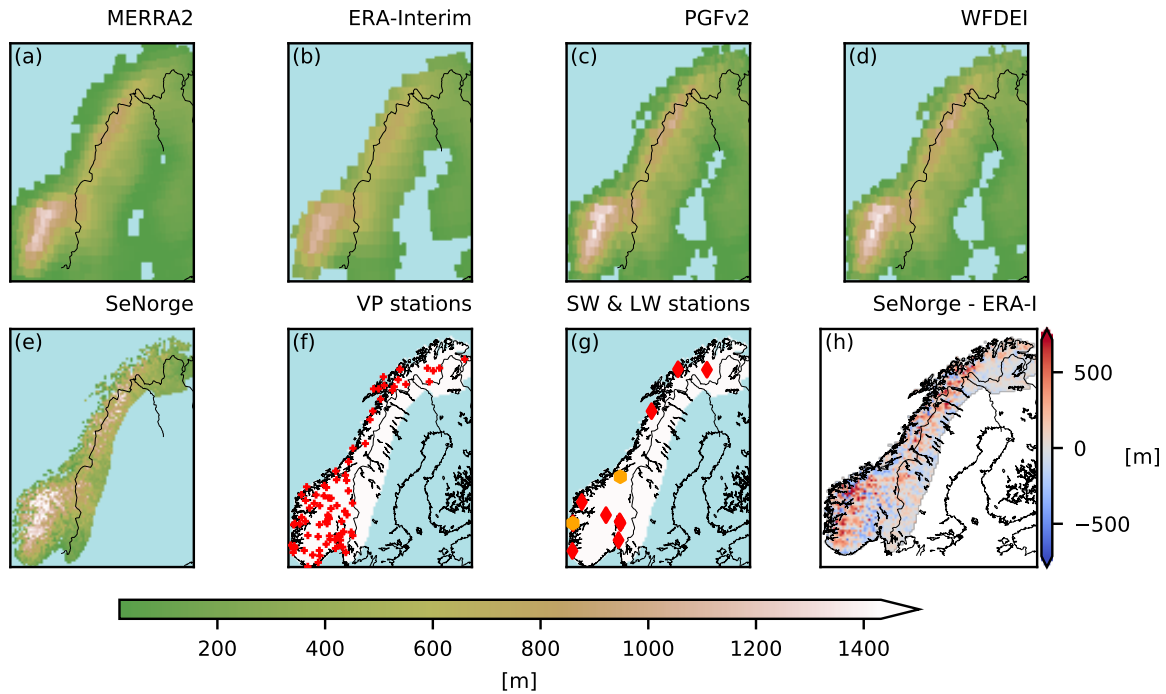 MERRA2
ERA-Interim
PGFv2
WFDEI
(a)
(b)
(c)
(d)
SeNorge
VP stations
SW & LW stations
SeNorge - ERA-I
(e)
(f)
(g)
(h)
500
0
−500
[m]
200 400 600 800 1000 1200 1400
[m]